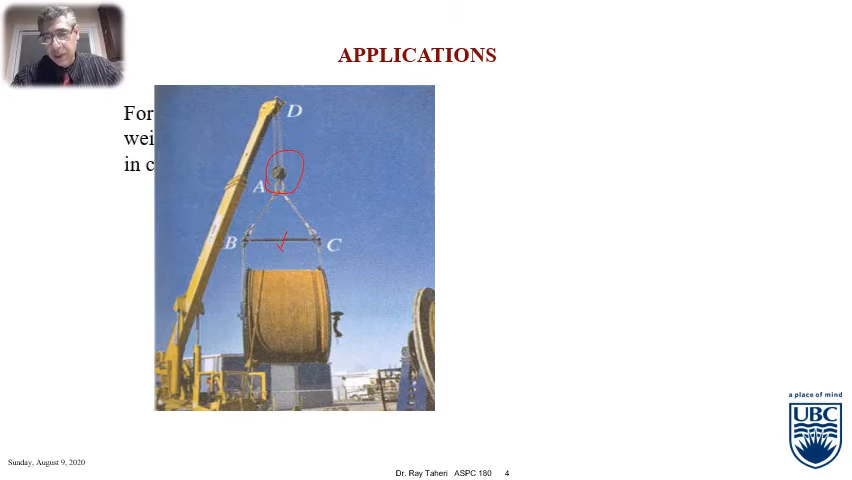 APPLICATIONS
For
wei
in c
D
A
B
C
a place of mind
UBC
Sunday, August 9, 2020
Dr. Ray Taheri ASPC 180 4